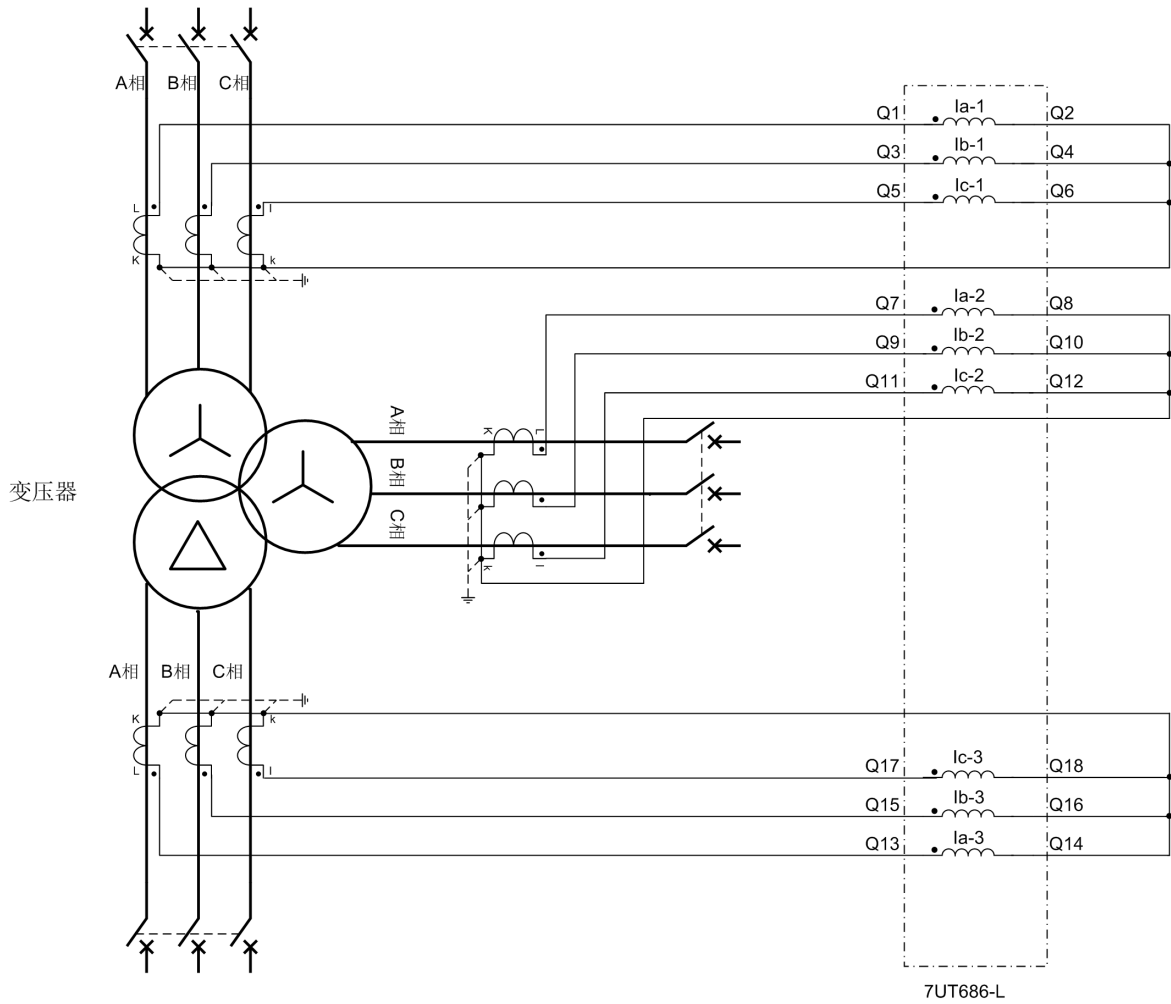 A相 B相 C相
Q1 Ia-1 Q2
Q3 Ib-1 Q4
Q5 Ic-1 Q6
L l
K k
Q7 Ia-2 Q8
Q9 Ib-2 Q10
Q11 Ic-2 Q12
A相
K L
B相
C相
k l
变压器
A相 B相 C相
K k
L l
Q17 Ic-3 Q18
Q15 Ib-3 Q16
Q13 Ia-3 Q14
7UT686-L